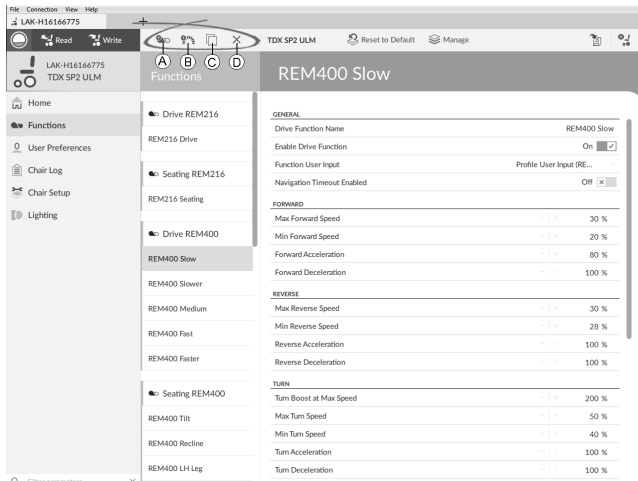 File Connection View Help
LAK-H16166775
Read Write TDX SP2 ULM Reset to Default Manage
A B C D
LAK-H16166775
TDX SP2 ULM
Functions
REM400 Slow
Home
Functions
User Preferences
Chair Log
Chair Setup
Lighting
Drive REM216
REM216 Drive
Seating REM216
REM216 Seating
Drive REM400
REM400 Slow
REM400 Slower
REM400 Medium
REM400 Fast
REM400 Faster
Seating REM400
REM400 Tilt
REM400 Recline
REM400 LH Leg
GENERAL
Drive Function Name REM400 Slow
Enable Drive Function On
Function User Input Profile User Input (RE...
Navigation Timeout Enabled Off
FORWARD
Max Forward Speed - + 30 %
Min Forward Speed - + 20 %
Forward Acceleration - + 80 %
Forward Deceleration - + 100 %
REVERSE
Max Reverse Speed - + 30 %
Min Reverse Speed - + 28 %
Reverse Acceleration - + 100 %
Reverse Deceleration - + 100 %
TURN
Turn Boost at Max Speed - + 200 %
Max Turn Speed - + 50 %
Min Turn Speed - + 40 %
Turn Acceleration - + 100 %
Turn Deceleration - + 100 %